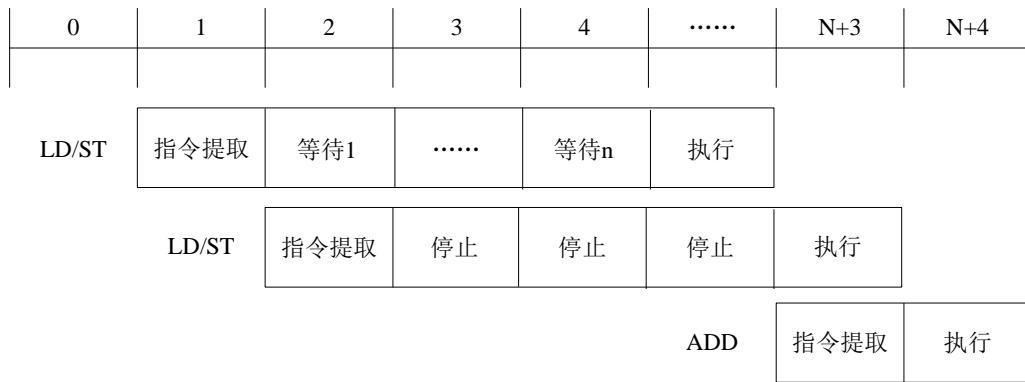 0 1 2 3 4 …… N+3 N+4
LD/ST 指令提取 等待1 …… 等待n 执行
LD/ST 指令提取 停止 停止 停止 执行
ADD 指令提取 执行